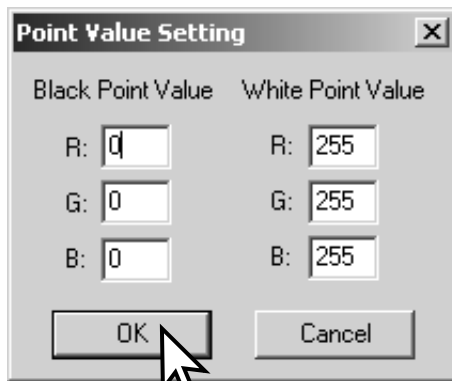 Point Value Setting
Black Point Value White Point Value
R: 0 R: 255
G: 0 G: 255
B: 0 B: 255
OK Cancel